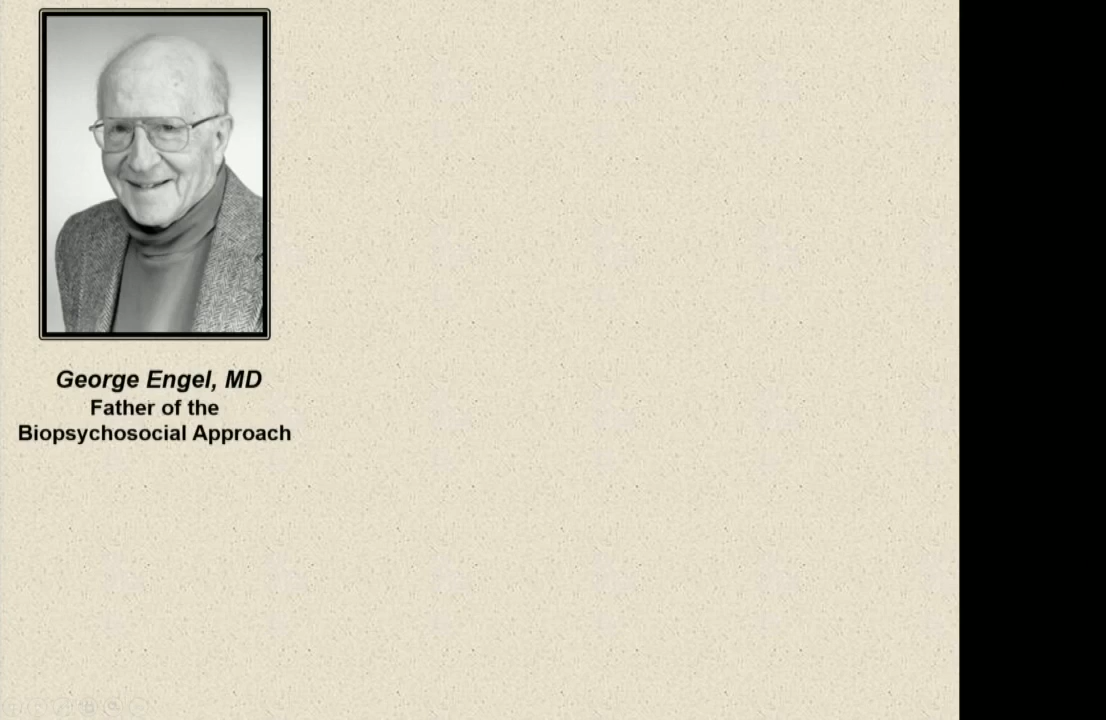 George Engel, MD
Father of the
Biopsychosocial Approach